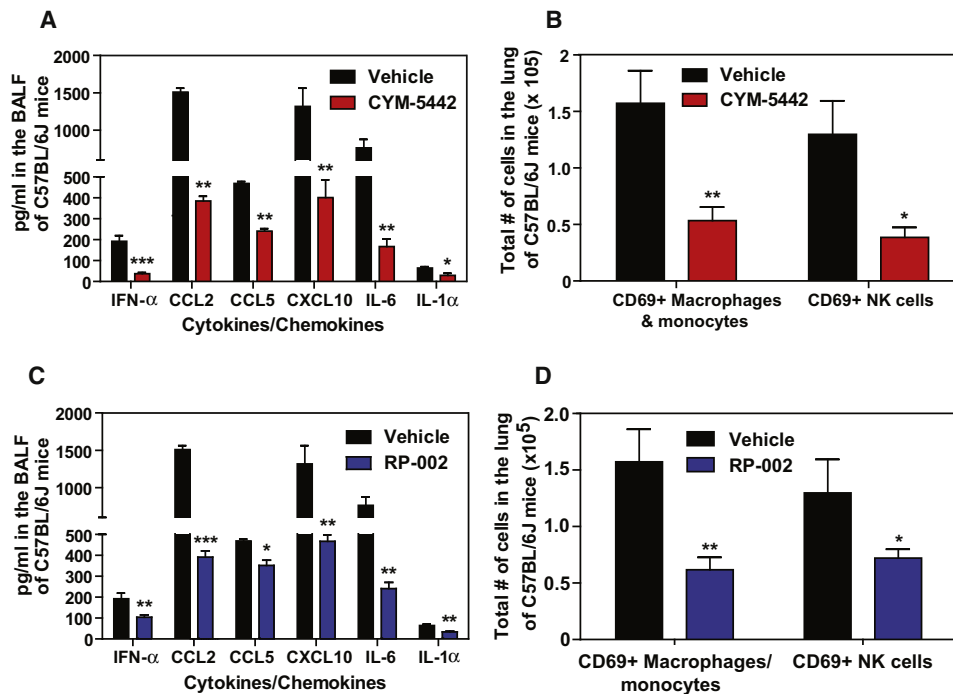 A
pg/ml in the BALF
of C57BL/6J mice
2000
1500
1000
500
400
300
200
100
0
Vehicle
CYM-5442
***
**
**
**
**
*
IFN-α CCL2 CCL5 CXCL10 IL-6 IL-1α
Cytokines/Chemokines
B
Total # of cells in the lung
of C57BL/6J mice (x 105)
2
1.5
1
0.5
0
Vehicle
CYM-5442
**
*
CD69+ Macrophages
& monocytes
CD69+ NK cells
C
pg/ml in the BALF
of C57BL/6J mice
2000
1500
1000
500
400
300
200
100
0
Vehicle
RP-002
**
***
*
**
**
**
IFN-α CCL2 CCL5 CXCL10 IL-6 IL-1α
Cytokines/Chemokines
D
Total # of cells in the lung
of C57BL/6J mice (x10⁵)
2.0
1.5
1.0
0.5
0
Vehicle
RP-002
**
*
CD69+ Macrophages/
monocytes
CD69+ NK cells